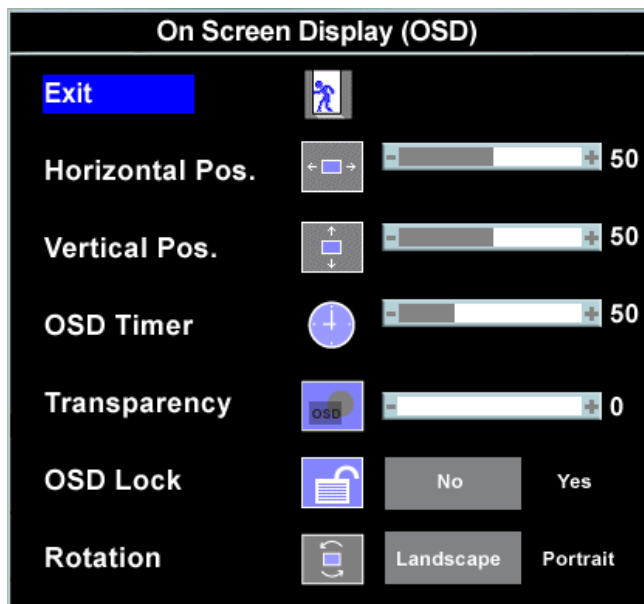 On Screen Display (OSD)
Exit
Horizontal Pos. - + 50
Vertical Pos. - + 50
OSD Timer - + 50
Transparency OSD - + 0
OSD Lock No Yes
Rotation Landscape Portrait